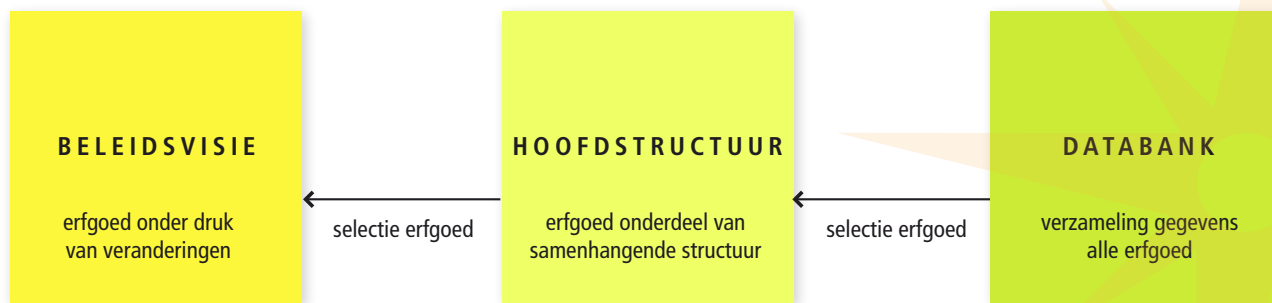 BELEIDSVISIE
erfgoed onder druk
van veranderingen
selectie erfgoed
HOOFDSTRUCTUUR
erfgoed onderdeel van
samenhangende structuur
selectie erfgoed
DATABANK
verzameling gegevens
alle erfgoed